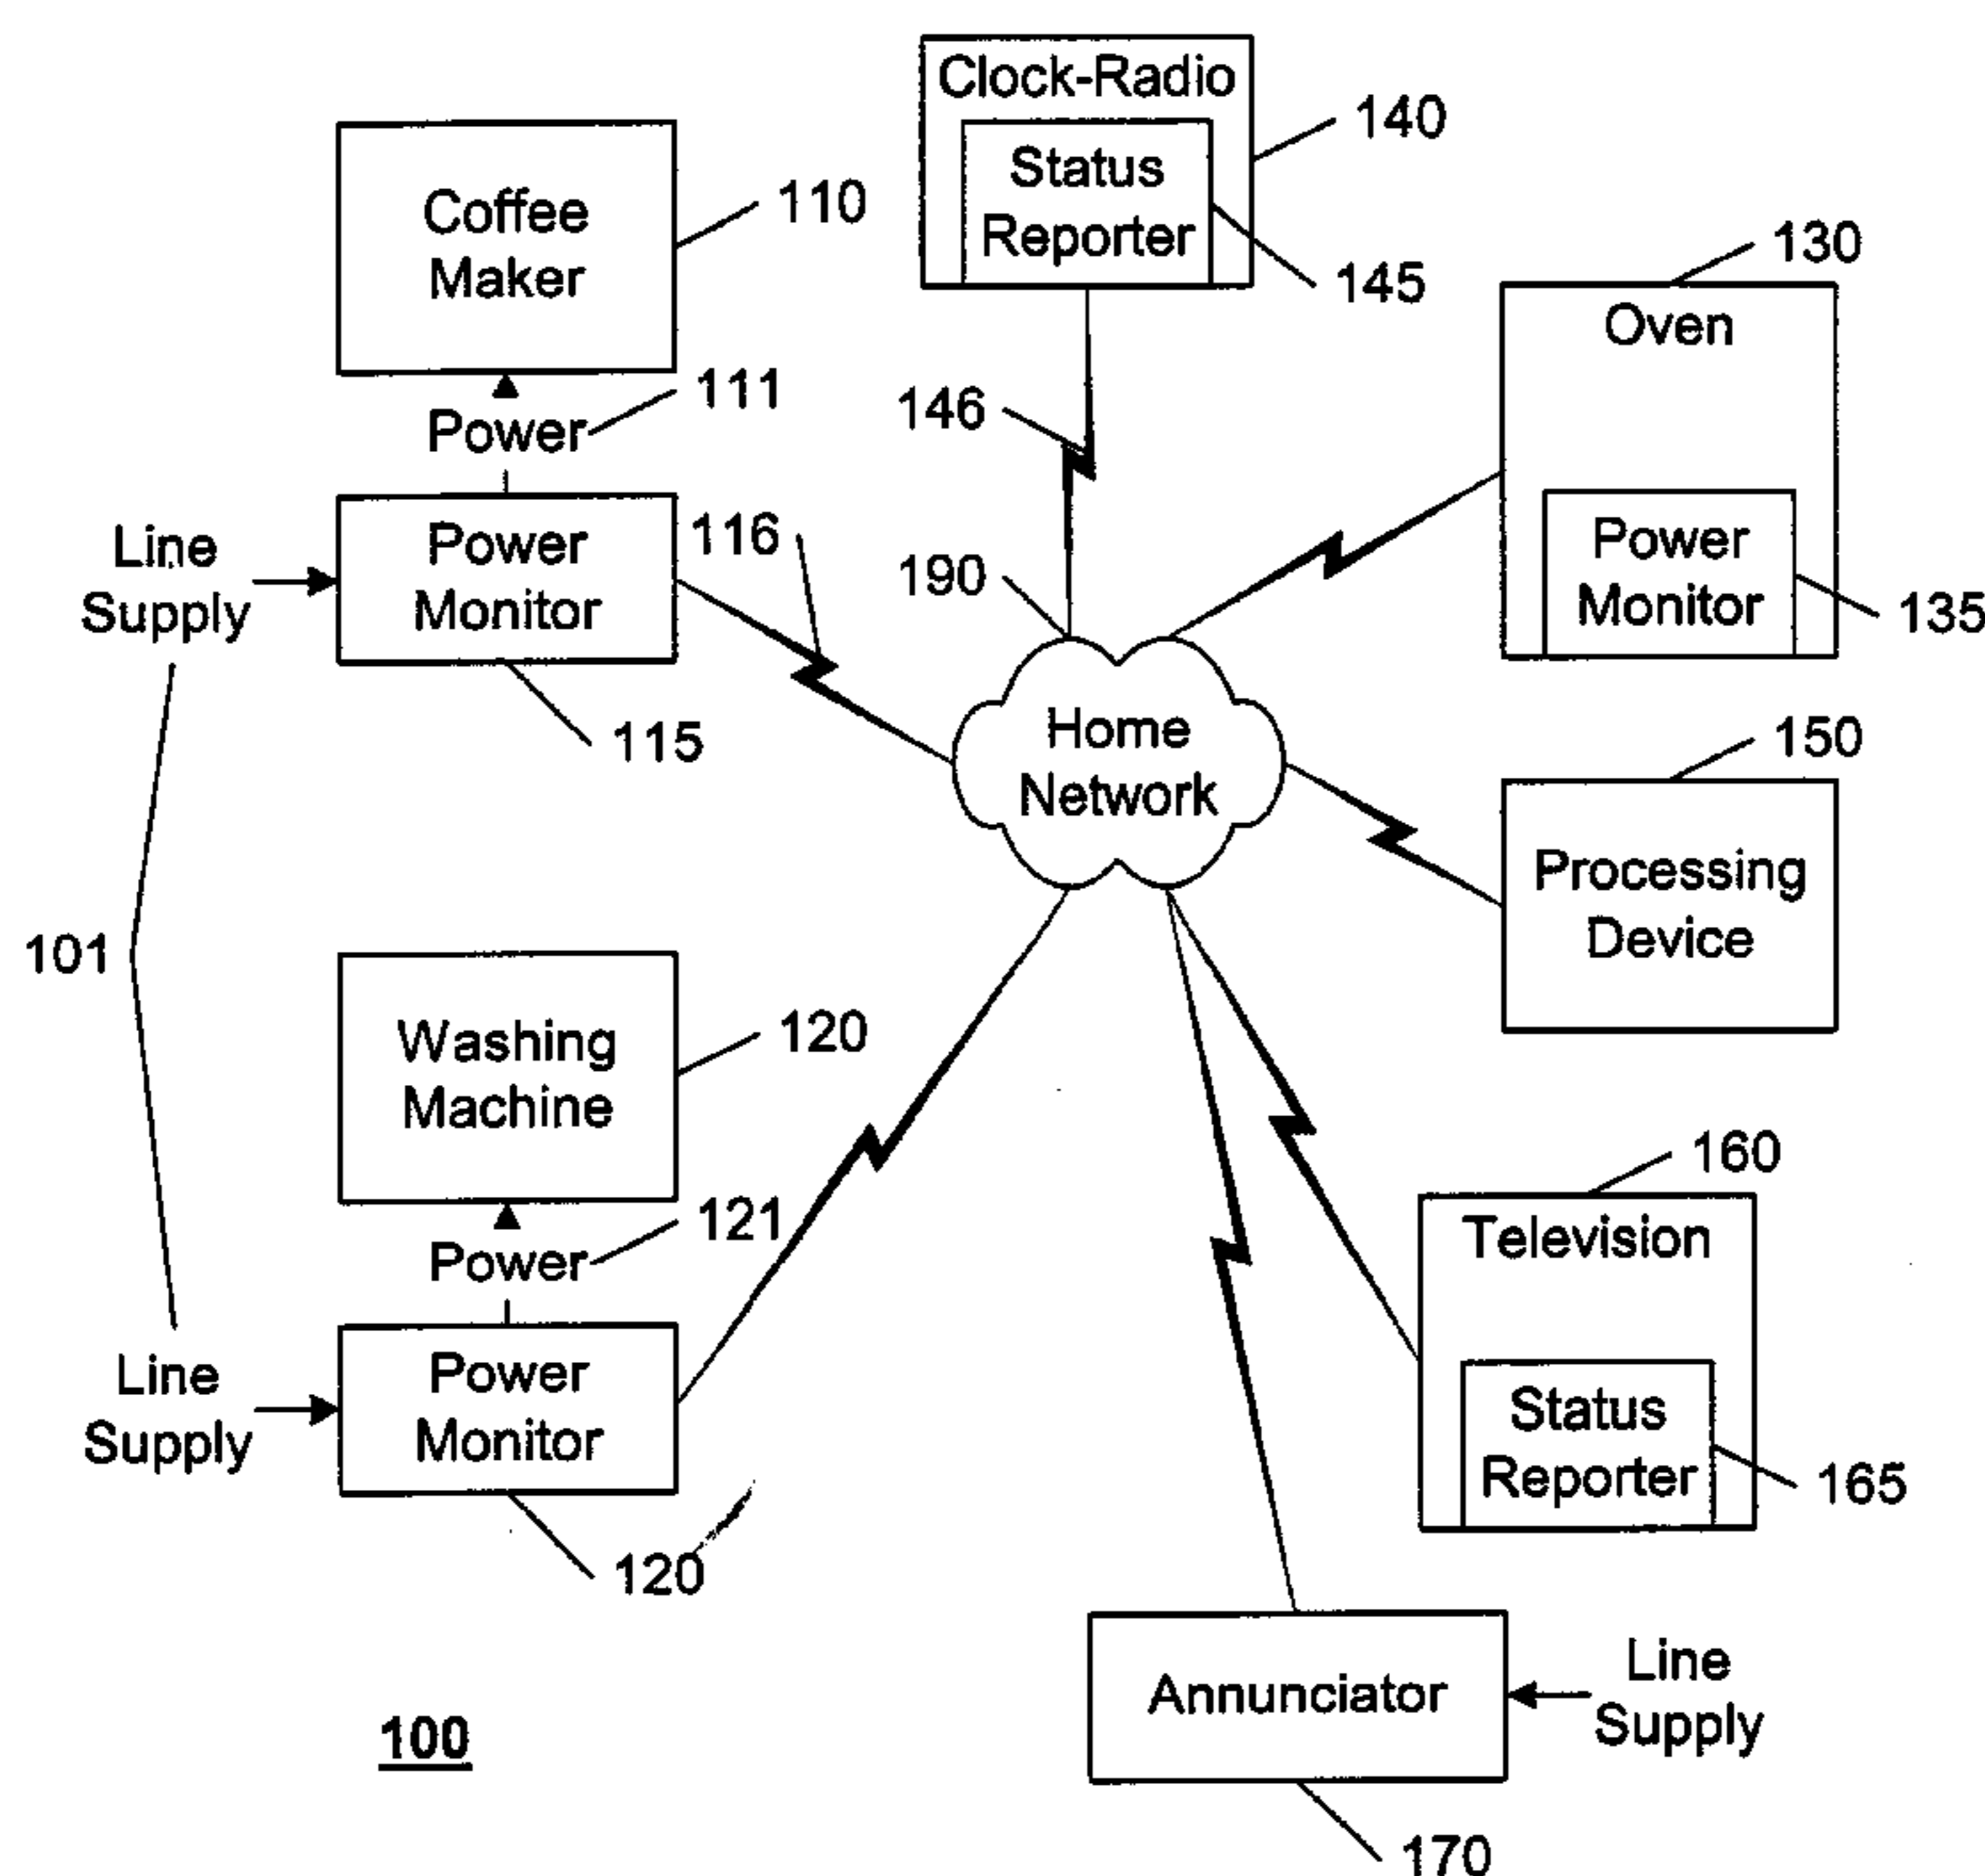 Clock-Radio
140
Status
Reporter
145
Coffee
Maker
110
130
Oven
Power
111
146
Line
Supply
Power
Monitor
116
190
Power
Monitor
135
115
Home
Network
150
Processing
Device
101
Washing
Machine
120
160
Television
Power
121
Line
Supply
Power
Monitor
Status
Reporter
165
120
Annunciator
Line
Supply
100
170